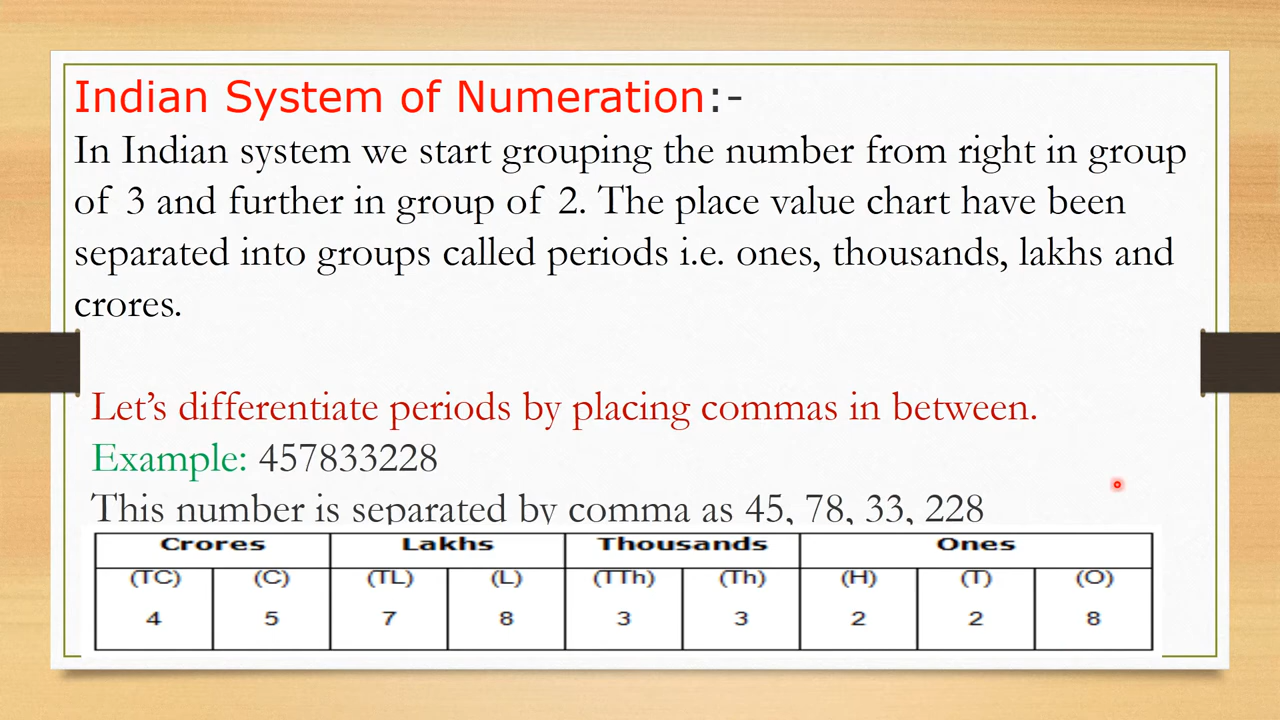 Indian System of Numeration:-
In Indian system we start grouping the number from right in group
of 3 and further in group of 2. The place value chart have been
separated into groups called periods i.e. ones, thousands, lakhs and
crores.
Let's differentiate periods by placing commas in between.
Example: 457833228
This number is separated by comma as 45, 78, 33, 228
Crores Lakhs Thousands Ones
(TC) (C) (TL) (L) (TTh) (Th) (H) (T) (O)
4 5 7 8 3 3 2 2 8